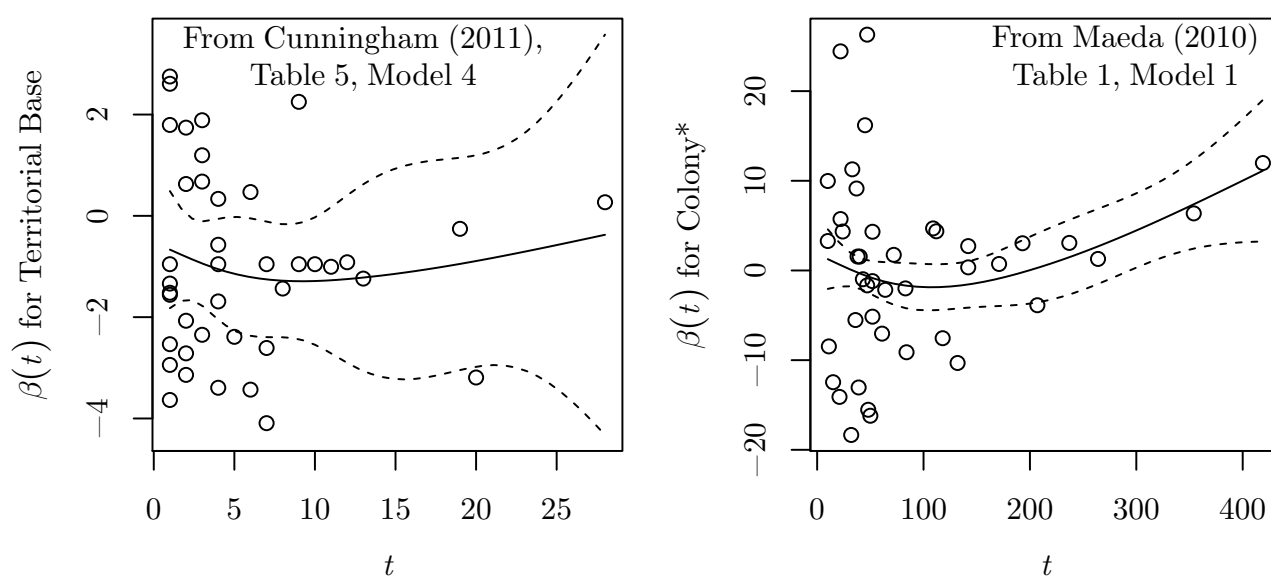 From Cunningham (2011),
Table 5, Model 4
β(t) for Territorial Base
2
0
−2
−4
0 5 10 15 20 25
t
From Maeda (2010)
Table 1, Model 1
β(t) for Colony*
20
10
0
−10
−20
0 100 200 300 400
t